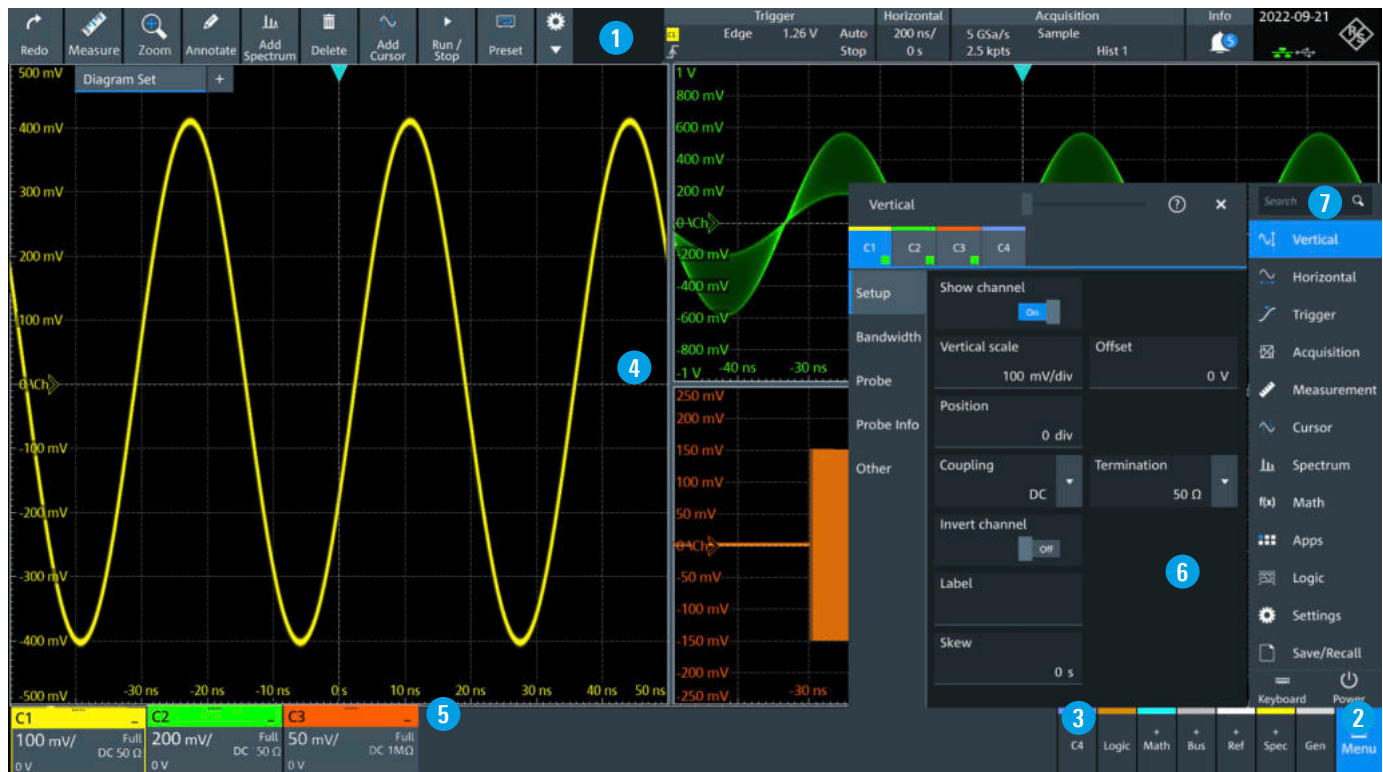 Redo
Measure
Zoom
Annotate
Add Spectrum
Delete
Add Cursor
Run / Stop
Preset
1
C1
Trigger
Edge 1.26 V Auto
Stop
Horizontal
200 ns/
0 s
Acquisition
5 GSa/s Sample
2.5 kpts Hist 1
Info
5
2022-09-21
R&S
Diagram Set +
500 mV
400 mV
300 mV
200 mV
100 mV
0 V
Ch
-100 mV
-200 mV
-300 mV
-400 mV
-500 mV
-30 ns
-20 ns
-10 ns
0 s
10 ns
20 ns
30 ns
40 ns
50 ns
4
1 V
800 mV
600 mV
400 mV
200 mV
0 V
Ch
-200 mV
-400 mV
-600 mV
-800 mV
-1 V
-40 ns
-30 ns
250 mV
200 mV
150 mV
100 mV
50 mV
0 V
Ch
-50 mV
-100 mV
-150 mV
-200 mV
-250 mV
-30 ns
Vertical ? ×
C1 C2 C3 C4
Setup
Bandwidth
Probe
Probe Info
Other
Show channel
On
Vertical scale
100 mV/div
Offset
0 V
Position
0 div
Coupling
DC
Termination
50 Ω
Invert channel
Off
Label
Skew
0 s
6
Search
7
Vertical
Horizontal
Trigger
Acquisition
Measurement
Cursor
Spectrum
f(x) Math
Apps
Logic
Settings
Save/Recall
Keyboard
Power
C1
100 mV/ Full
DC 50 Ω
0 V
C2
200 mV/ Full
DC 50 Ω
0 V
C3
50 mV/ Full
DC 1MΩ
0 V
5
3
C4
Logic
+ Math
+ Bus
+ Ref
+ Spec
Gen
2
Menu